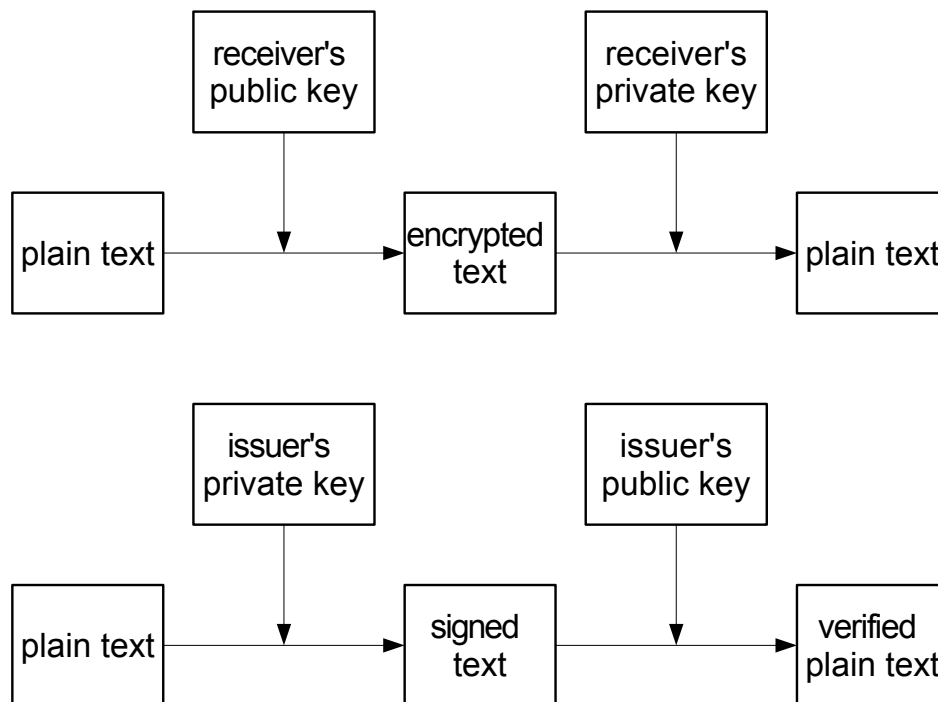 receiver's
public key
receiver's
private key
plain text
encrypted
text
plain text
issuer's
private key
issuer's
public key
plain text
signed
text
verified
plain text